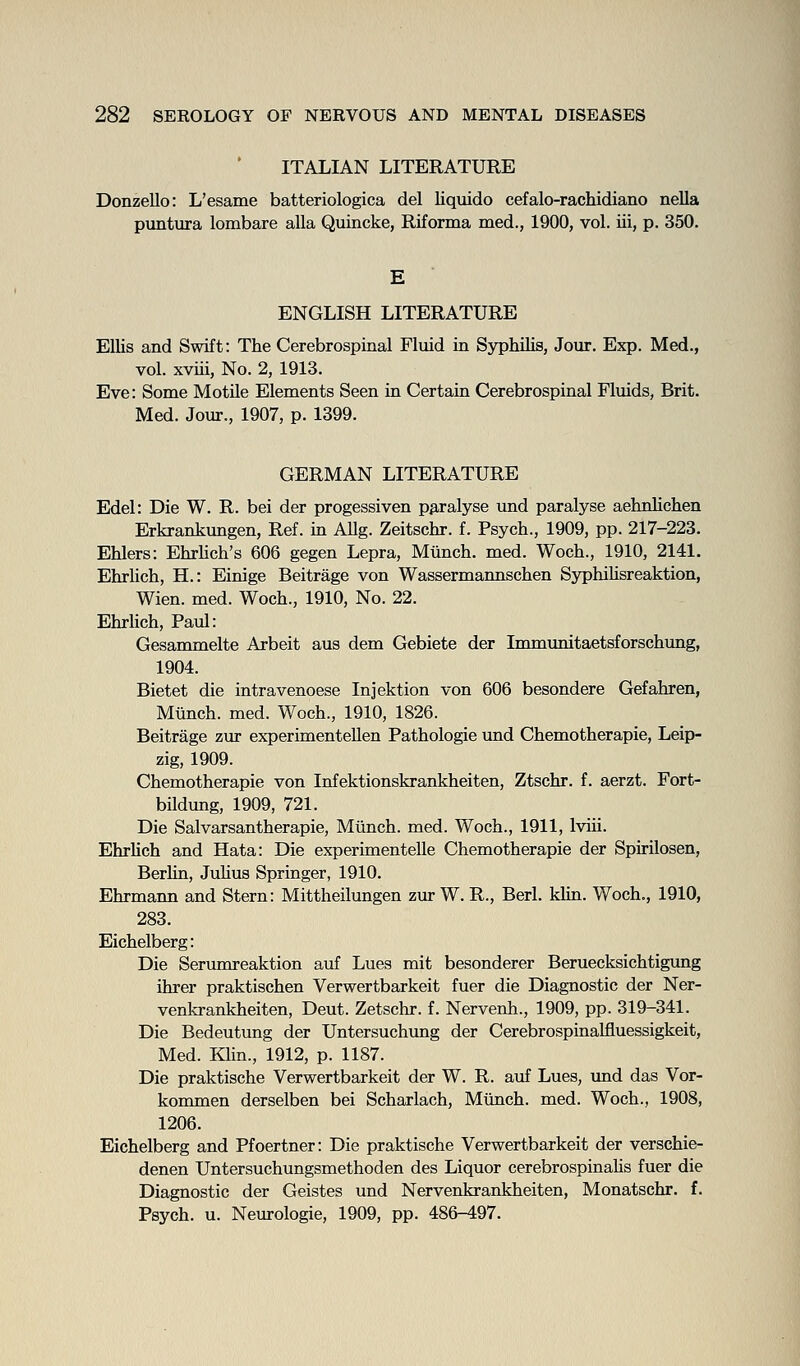 282 SEROLOGY OF NERVOUS AND MENTAL DISEASES
ITALIAN LITERATURE
Donzello: L'esame batteriologica del liquido cefalo-rachidiano nella
puntura lombare alla Quincke, Riforma med., 1900, vol. iii, p. 350.
E
ENGLISH LITERATURE
Ellis and Swift: The Cerebrospinal Fluid in Syphilis, Jour. Exp. Med.,
vol. xviii, No. 2, 1913.
Eve: Some Motile Elements Seen in Certain Cerebrospinal Fluids, Brit.
Med. Jour., 1907, p. 1399.
GERMAN LITERATURE
Edel: Die W. R. bei der progessiven paralyse und paralyse aehnlichen
Erkrankungen, Ref. in Allg. Zeitschr. f. Psych., 1909, pp. 217-223.
Ehlers: Ehrlich's 606 gegen Lepra, Münch. med. Woch., 1910, 2141.
Ehrlich, H.: Einige Beiträge von Wassermannschen Syphilisreaktion,
Wien. med. Woch., 1910, No. 22.
Ehrlich, Paul:
Gesammelte Arbeit aus dem Gebiete der Immunitaetsforschung,
1904.
Bietet die intravenoese Injektion von 606 besondere Gefahren,
Münch. med. Woch., 1910, 1826.
Beiträge zur experimentellen Pathologie und Chemotherapie, Leip-
zig, 1909.
Chemotherapie von Infektionskrankheiten, Ztschr. f. aerzt. Fort-
bildung, 1909, 721.
Die Salvarsantherapie, Münch. med. Woch., 1911, lviii.
Ehrlich and Hata: Die experimentelle Chemotherapie der Spirilosen,
Berlin, Julius Springer, 1910.
Ehrmann and Stern: Mittheilungen zur W. R., Berl. klin. Woch., 1910,
283.
Eichelberg:
Die Serumreaktion auf Lues mit besonderer Beruecksichtigung
ihrer praktischen Verwertbarkeit fuer die Diagnostic der Ner-
venkrankheiten, Deut. Zetschr. f. Nervenh., 1909, pp. 319-341.
Die Bedeutung der Untersuchung der Cerebrospinalfluessigkeit,
Med. Klin., 1912, p. 1187.
Die praktische Verwertbarkeit der W. R. auf Lues, und das Vor-
kommen derselben bei Scharlach, Münch. med. Woch., 1908,
1206.
Eichelberg and Pfoertner: Die praktische Verwertbarkeit der verschie-
denen Untersuchungsmethoden des Liquor cerebrospinalis fuer die
Diagnostic der Geistes und Nervenkrankheiten, Monatschr. f.
Psych. u. Neurologie, 1909, pp. 486-497.